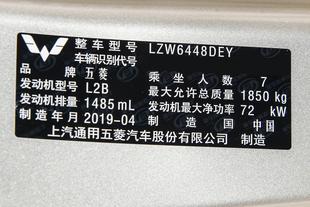 整车型号 LZW6448DEY
车辆识别代号
品牌 五菱 乘坐人数 7
发动机型号 L2B 最大允许总质量 1850 kg
发动机排量 1485 mL 发动机最大净功率 72 kW
制造年月 2019-04 制造国 中国
上汽通用五菱汽车股份有限公司 制造